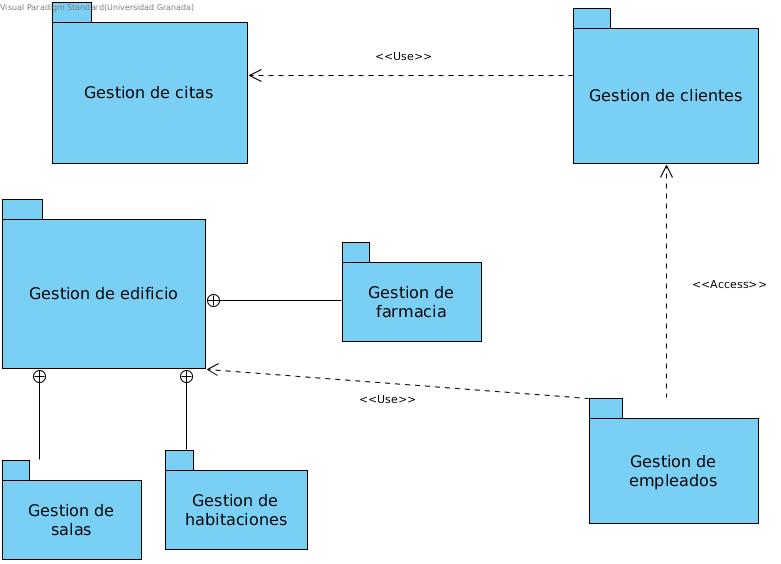 Visual Paradigm Standard(Universidad Granada)
<<Use>>
Gestion de citas
Gestion de clientes
Gestion de edificio
Gestion de
farmacia
<<Access>>
<<Use>>
Gestion de
empleados
Gestion de
salas
Gestion de
habitaciones